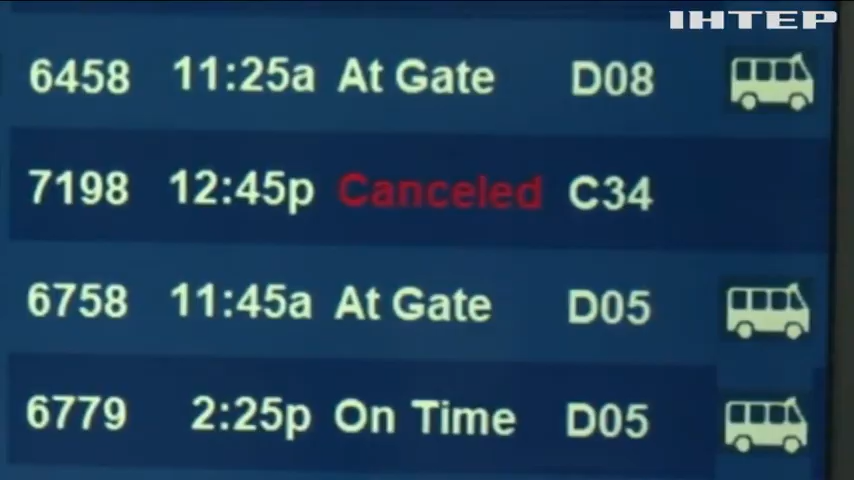 ІНТЕР
6458 11:25a At Gate D08
7198 12:45p Canceled C34
6758 11:45a At Gate D05
6779 2:25p On Time D05